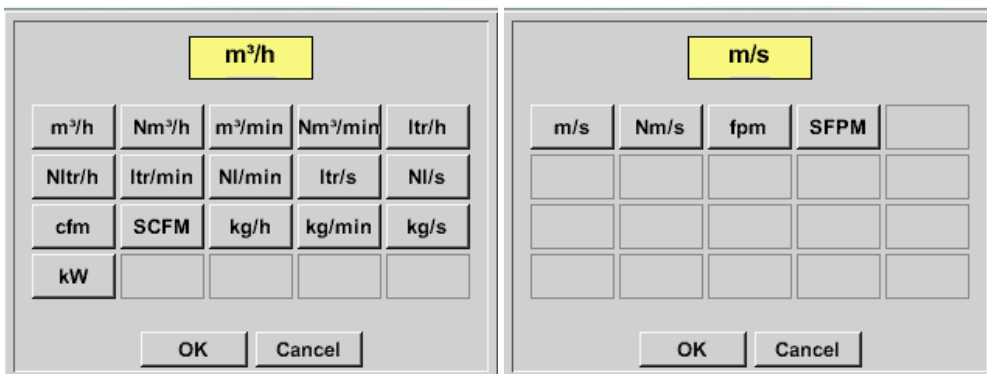 m³/h
m³/h Nm³/h m³/min Nm³/min ltr/h
Nltr/h ltr/min Nl/min ltr/s Nl/s
cfm SCFM kg/h kg/min kg/s
kW
OK Cancel
m/s
m/s Nm/s fpm SFPM
OK Cancel